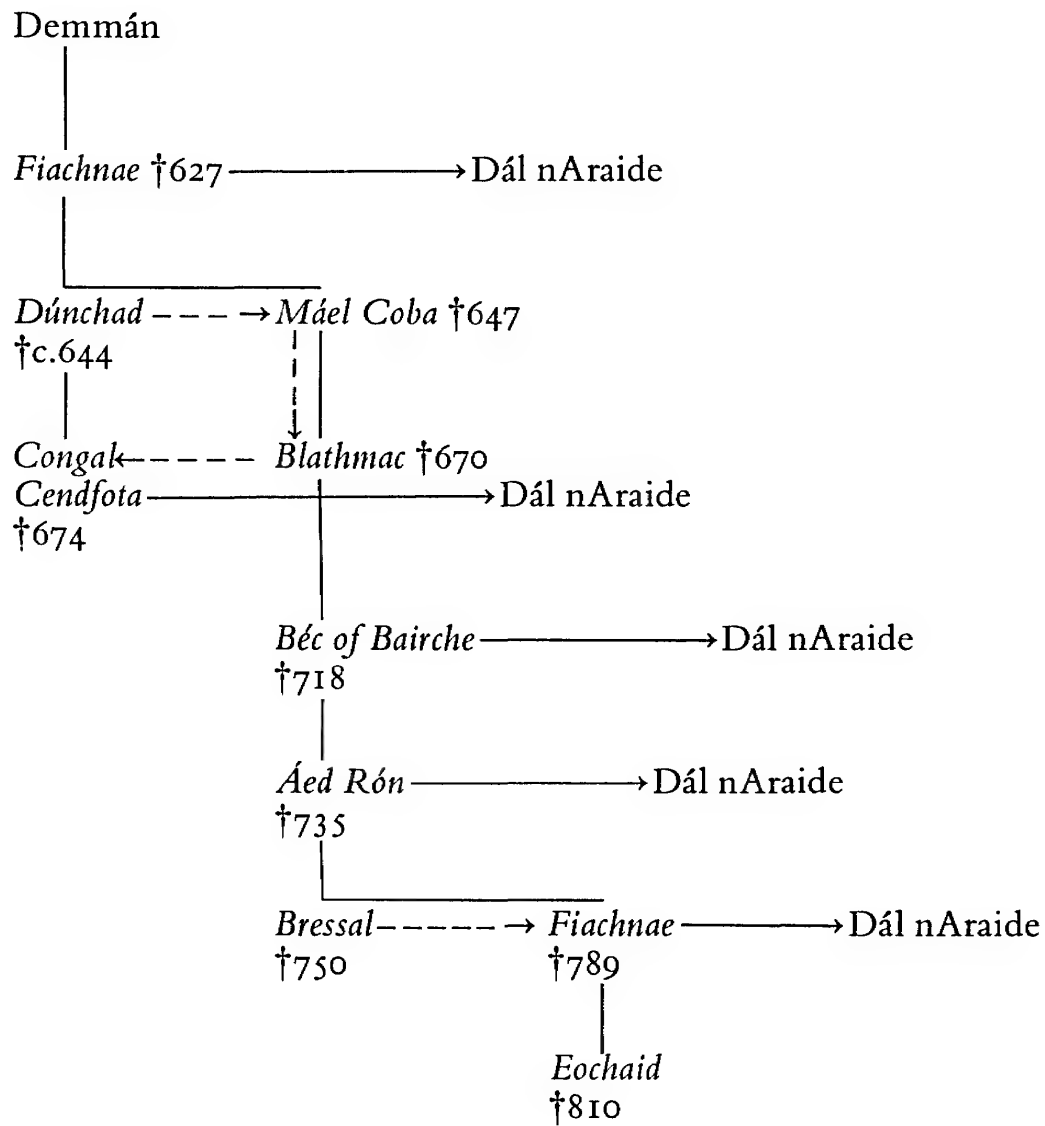 Demmán
Fiachnae †627 Dál nAraide
Dúnchad Máel Coba †647
†c.644
Congal Blathmac †670
Cendfota Dál nAraide
†674
Béc of Bairche Dál nAraide
†718
Áed Rón Dál nAraide
†735
Bressal Fiachnae Dál nAraide
†750 †789
Eochaid
†810